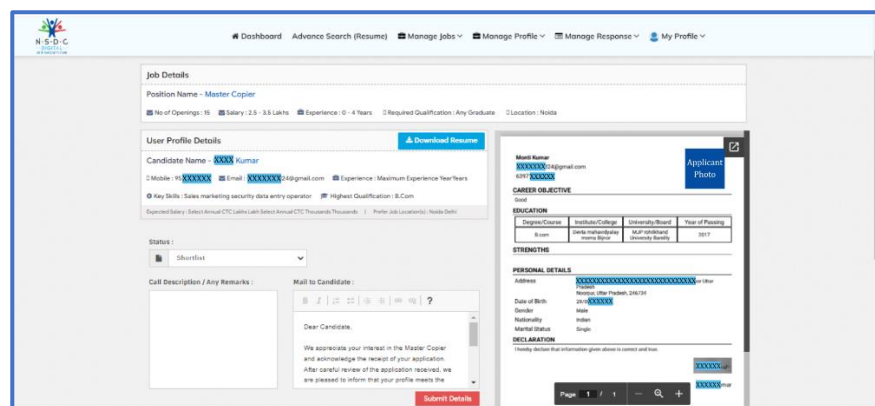 N·S·D·C
DIGITAL
Dashboard Advance Search (Resume) Manage Jobs Manage Profile Manage Response My Profile
Job Details
Position Name - Master Copier
No of Openings : 15 Salary : 2.5 - 3.5 Lakhs Experience : 0 - 4 Years Required Qualification : Any Graduate Location : Noida
User Profile Details
Download Resume
Candidate Name - XXXX Kumar
Mobile : 95XXXXXX Email : XXXXXXX24@gmail.com Experience : Maximum Experience YearYears
Key Skills : Sales marketing security data entry operator Highest Qualification : B.Com
Expected Salary : Select Annual CTC Lakhs Lakh Select Annual CTC Thousands Thousands | Prefer Job Location(s) : Noida Delhi
Status :
Shortlist
Call Description / Any Remarks :
Mail to Candidate :
B I ?
Dear Candidate,
We appreciate your interest in the Master Copier
and acknowledge the receipt of your application.
After careful review of the application received, we
are pleased to inform that your profile meets the
Submit Details
Monti Kumar
XXXXXXX24@gmail.com
6397XXXXXX
Applicant
Photo
CAREER OBJECTIVE
Good
EDUCATION
Degree/Course Institute/College University/Board Year of Passing
B.com MJP rohilkhand 2017
University Bareilly
STRENGTHS
PERSONAL DETAILS
Address Uttar
Pradesh
Noorpur, Uttar Pradesh, 246734
Date of Birth
Gender Male
Nationality Indian
Marital Status Single
DECLARATION
I hereby declare that information given above is correct and true.
XXXXXX
XXXXXX mar
Page 1 / 1